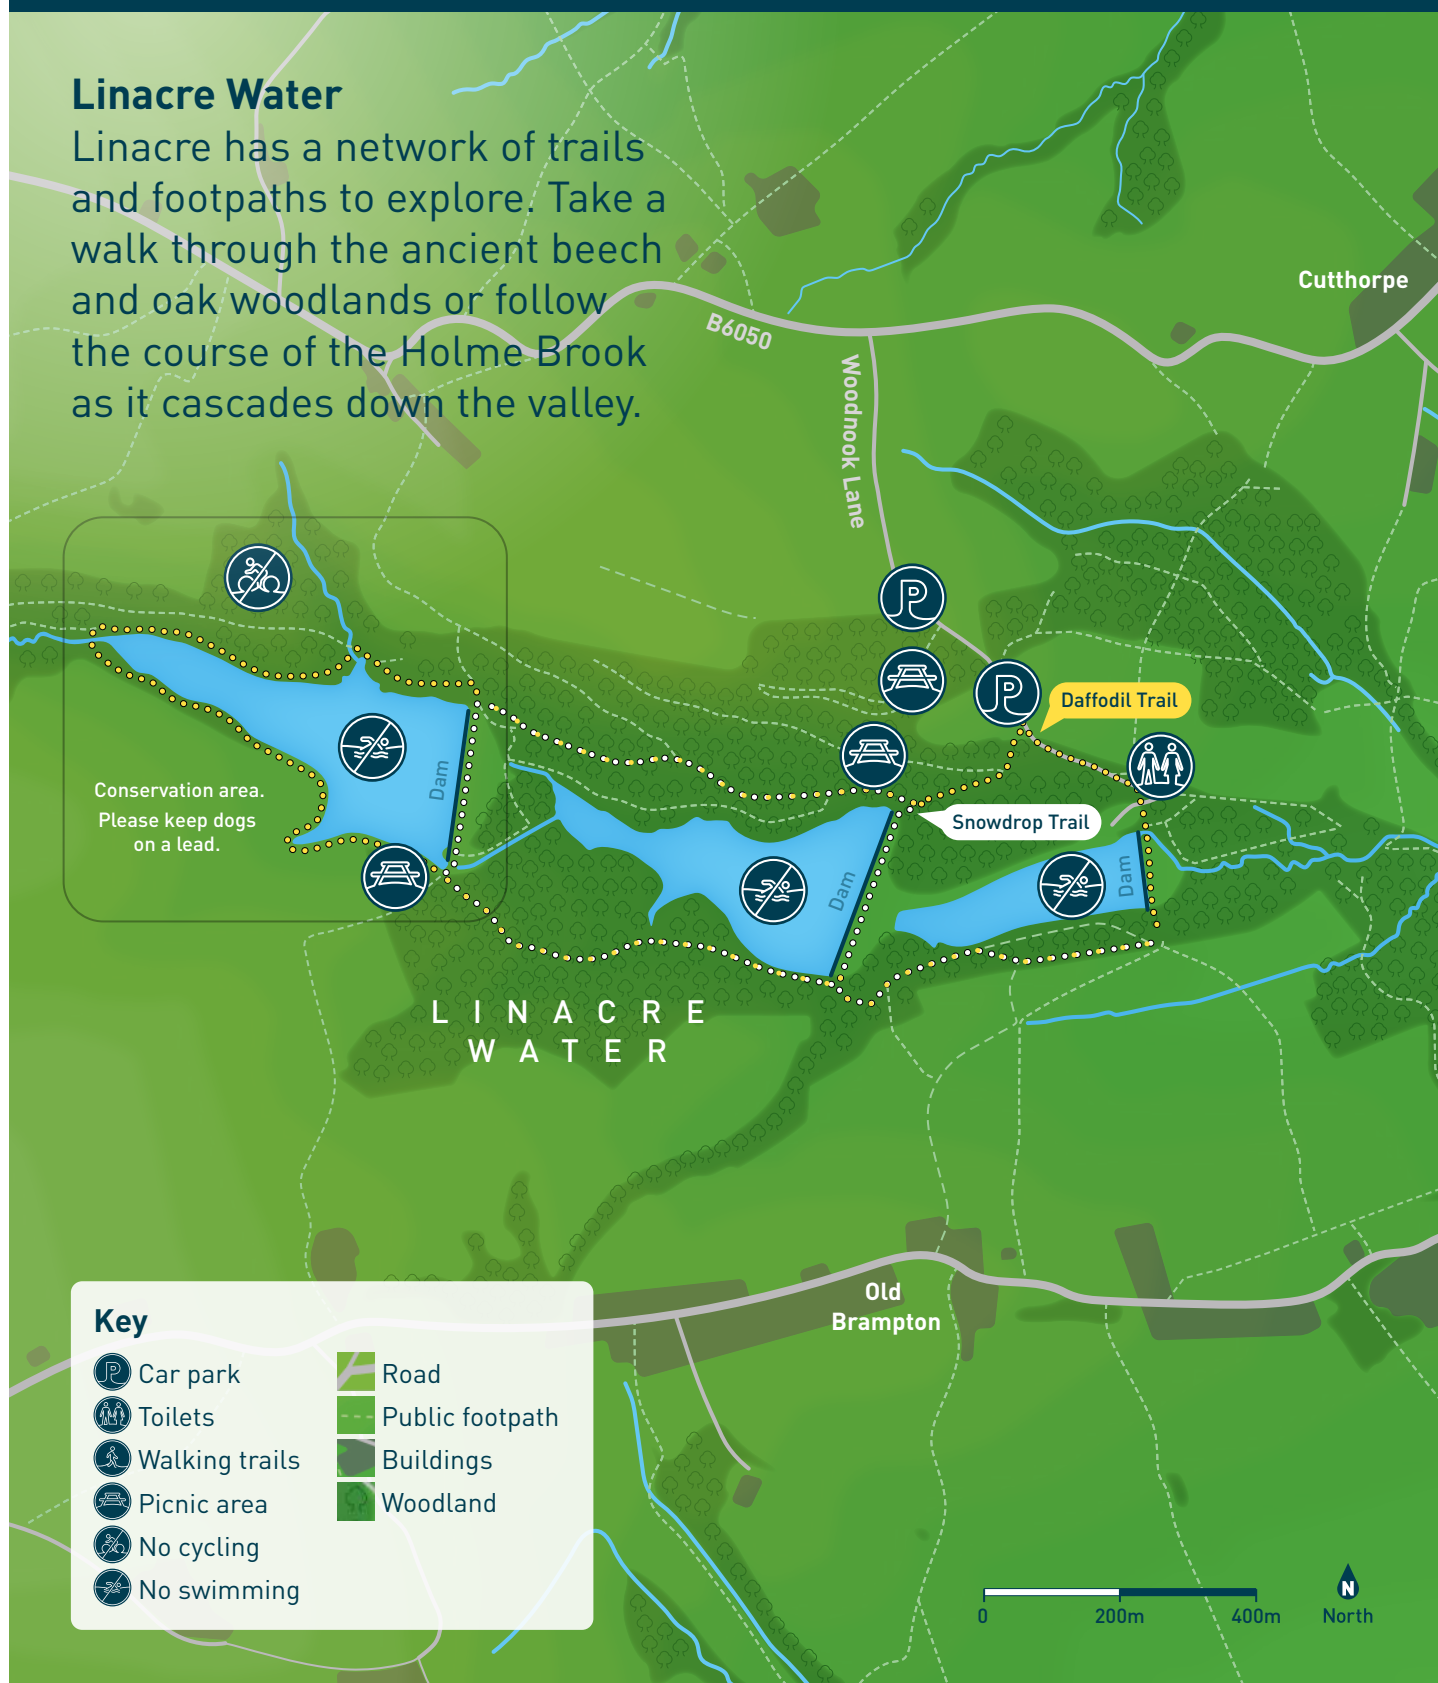 Linacre Water
Linacre has a network of trails
and footpaths to explore. Take a
walk through the ancient beech
and oak woodlands or follow
the course of the Holme Brook
as it cascades down the valley.
Cutthorpe
B6050
Woodnook Lane
P
P
Daffodil Trail
Conservation area.
Please keep dogs
on a lead.
Dam
Snowdrop Trail
Dam
Dam
LINACRE
WATER
Old
Brampton
Key
P Car park
Toilets
Walking trails
Picnic area
No cycling
No swimming
Road
Public footpath
Buildings
Woodland
0 200m 400m
N
North